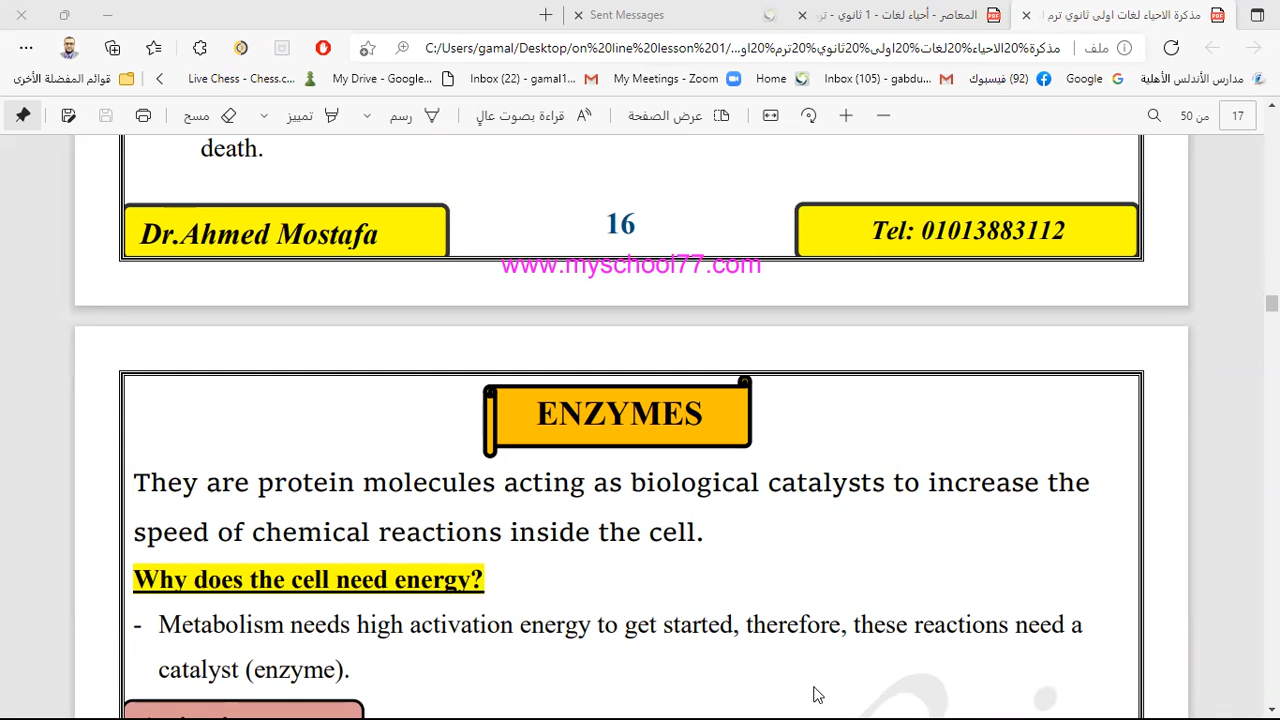 Sent Messages
المعاصر - أحياء لغات - 1 ثانوي - تر
مذكرة الاحياء لغات اولى ثانوي ترم ا
C:/Users/gamal/Desktop/on%20line%20lesson%201/...مذكرة%20الاحياء%20لغات%20اولى%20ثانوي%20ترم%20او
ملف
قوائم المفضلة الأخرى
Live Chess - Chess.c...
My Drive - Google...
Inbox (22) - gamal1...
My Meetings - Zoom
Home
Inbox (105) - gabdu...
(92) فيسبوك
Google
مدارس الأندلس الأهلية
مسح
تمييز
رسم
قراءة بصوت عالٍ
عرض الصفحة
من 50
17
death.
Dr.Ahmed Mostafa
16
Tel: 01013883112
www.myschool77.com
ENZYMES
They are protein molecules acting as biological catalysts to increase the
speed of chemical reactions inside the cell.
Why does the cell need energy?
- Metabolism needs high activation energy to get started, therefore, these reactions need a
catalyst (enzyme).